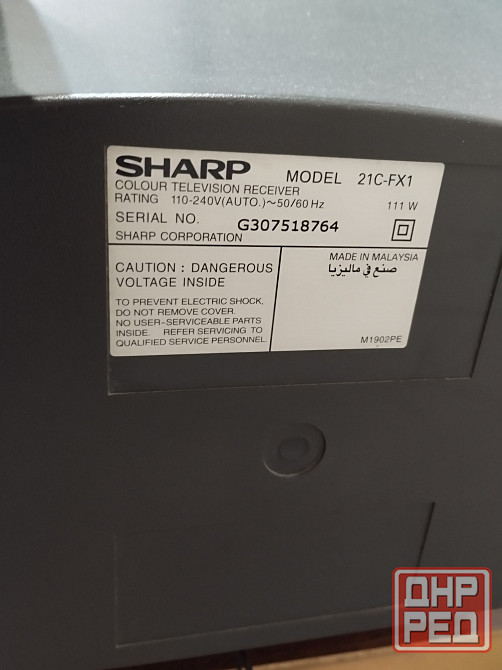 SHARP MODEL 21C-FX1
COLOUR TELEVISION RECEIVER
RATING 110-240V(AUTO.)~50/60 Hz 111 W
SERIAL NO. G307518764
SHARP CORPORATION
CAUTION : DANGEROUS
VOLTAGE INSIDE
TO PREVENT ELECTRIC SHOCK,
DO NOT REMOVE COVER.
NO USER-SERVICEABLE PARTS
INSIDE. REFER SERVICING TO
QUALIFIED SERVICE PERSONNEL.
MADE IN MALAYSIA
صنع في ماليزيا
M1902PE
ДНР
РЕД